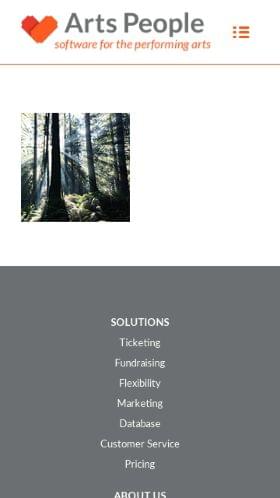 Arts People
software for the performing arts
SOLUTIONS
Ticketing
Fundraising
Flexibility
Marketing
Database
Customer Service
Pricing
ABOUT US